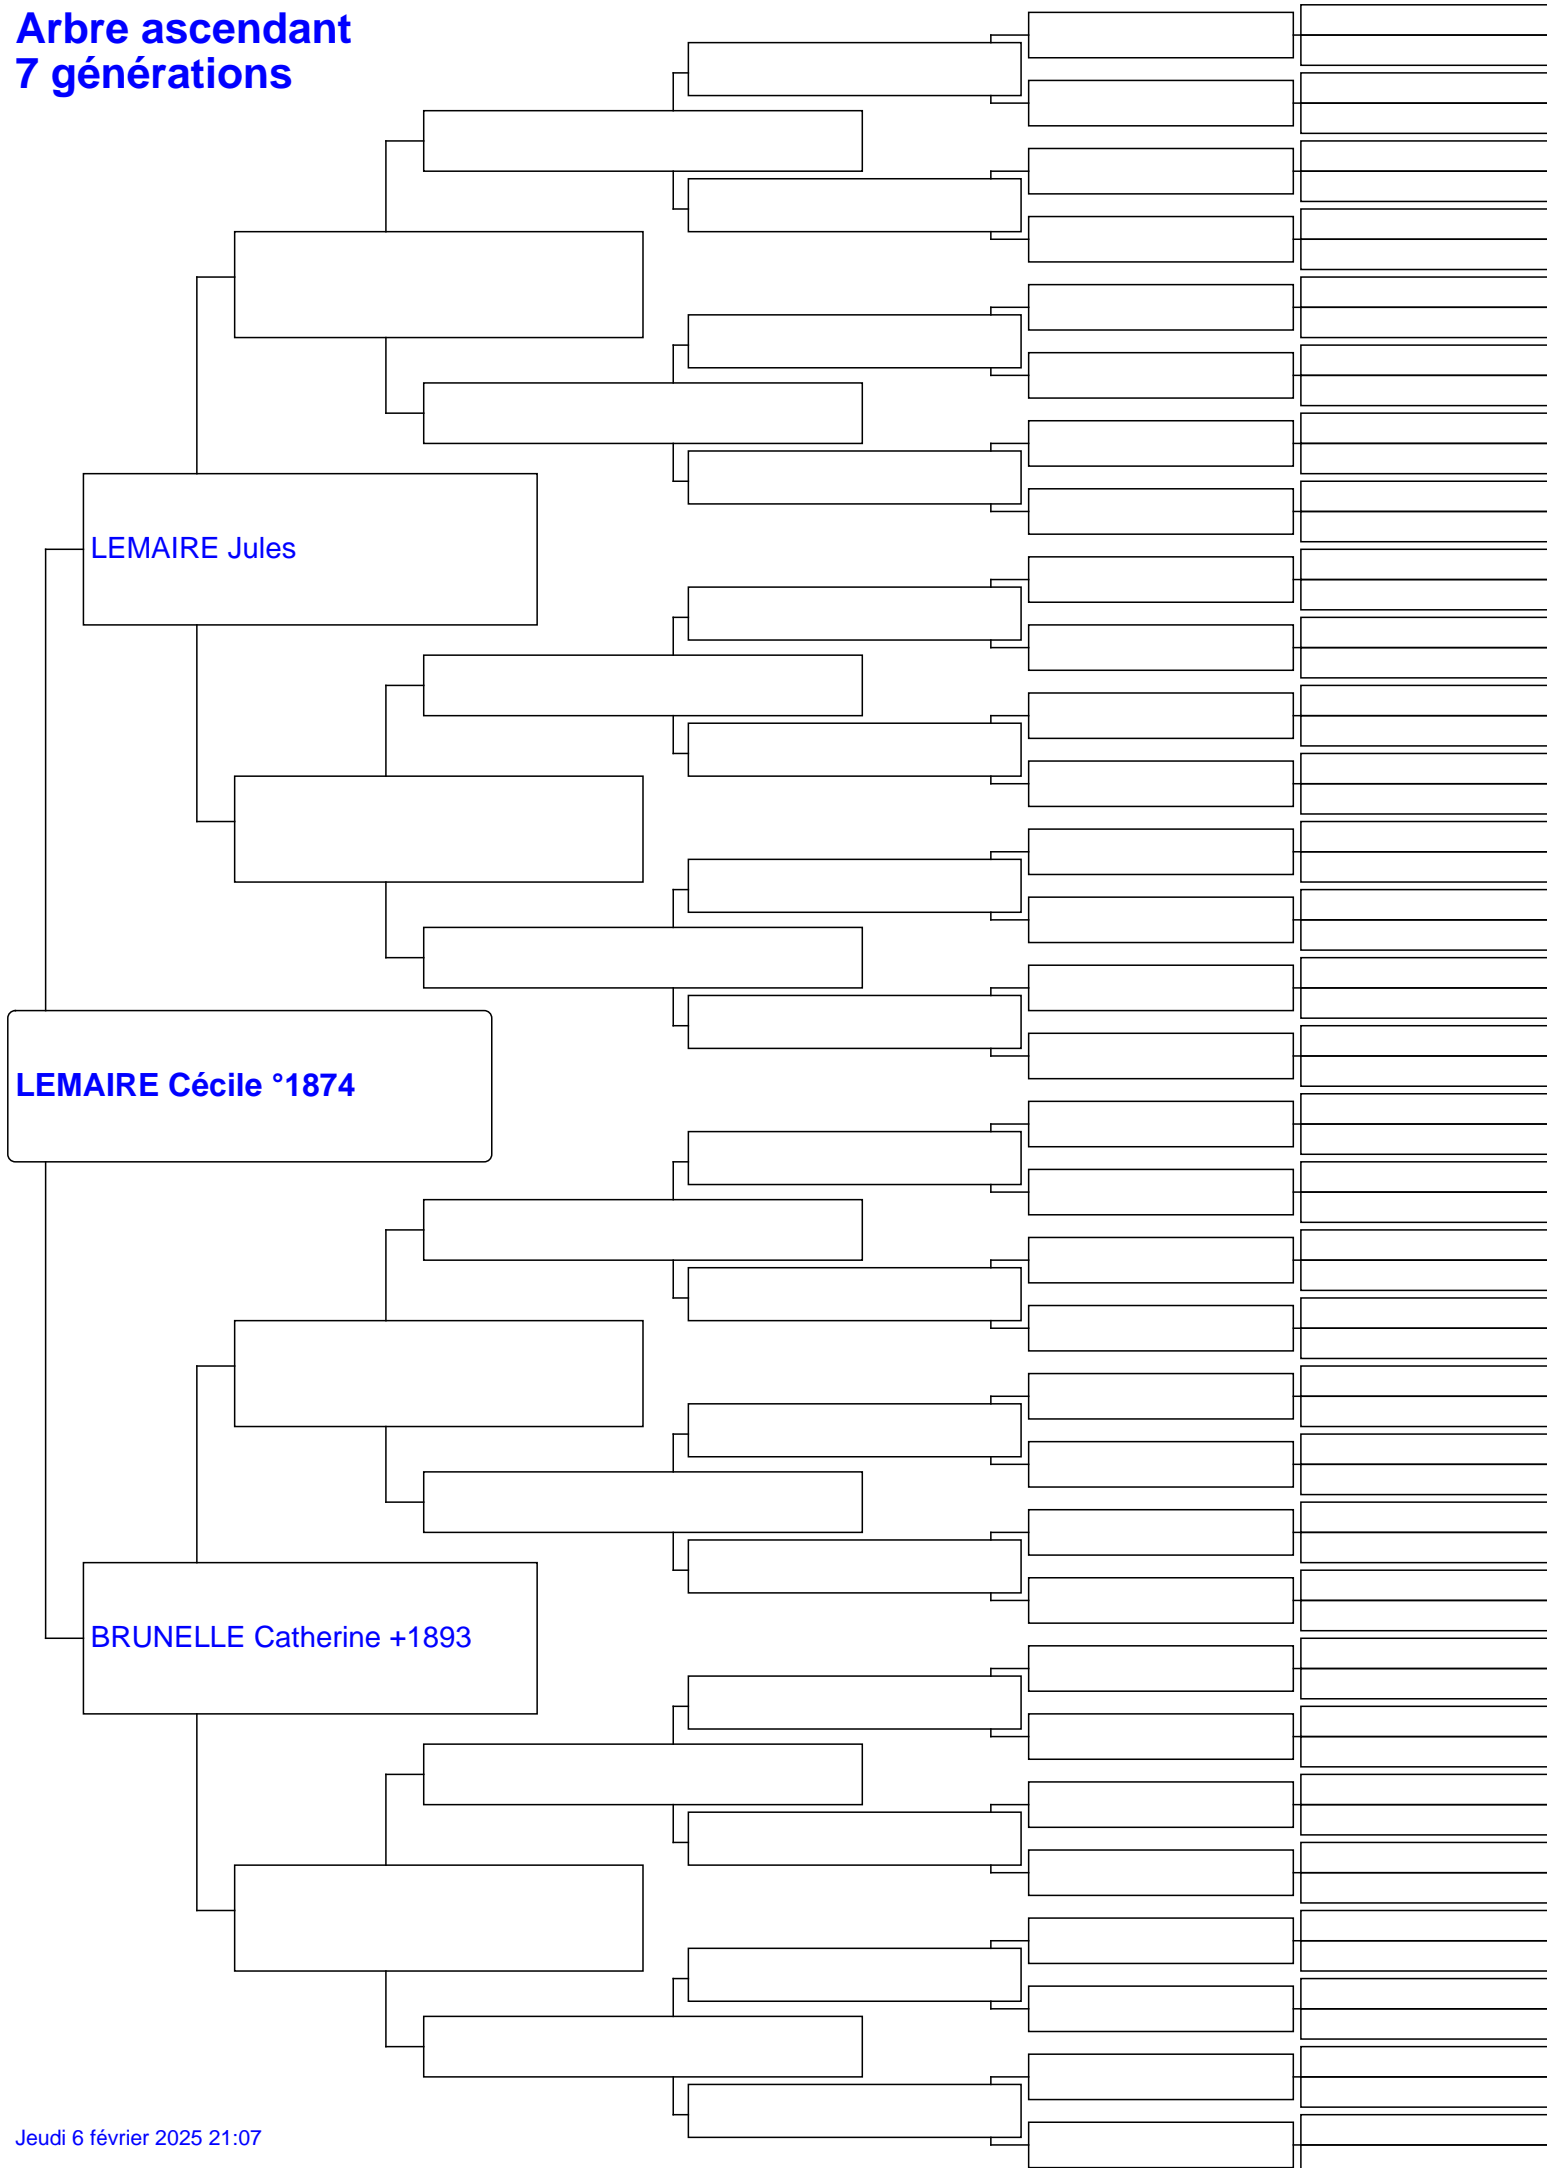 Arbre ascendant
7 générations
LEMAIRE Jules
LEMAIRE Cécile °1874
BRUNELLE Catherine +1893
Jeudi 6 février 2025 21:07